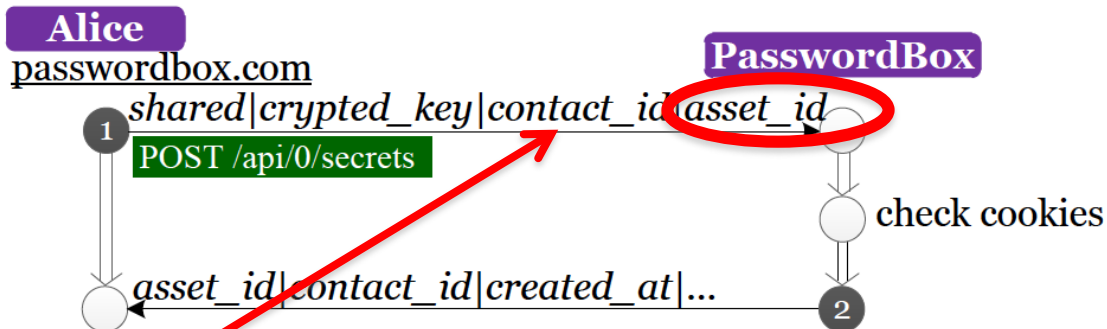 Alice
passwordbox.com
PasswordBox
shared|crypted_key|contact_id|asset_id
1
POST /api/0/secrets
check cookies
asset_id|contact_id|created_at|...
2